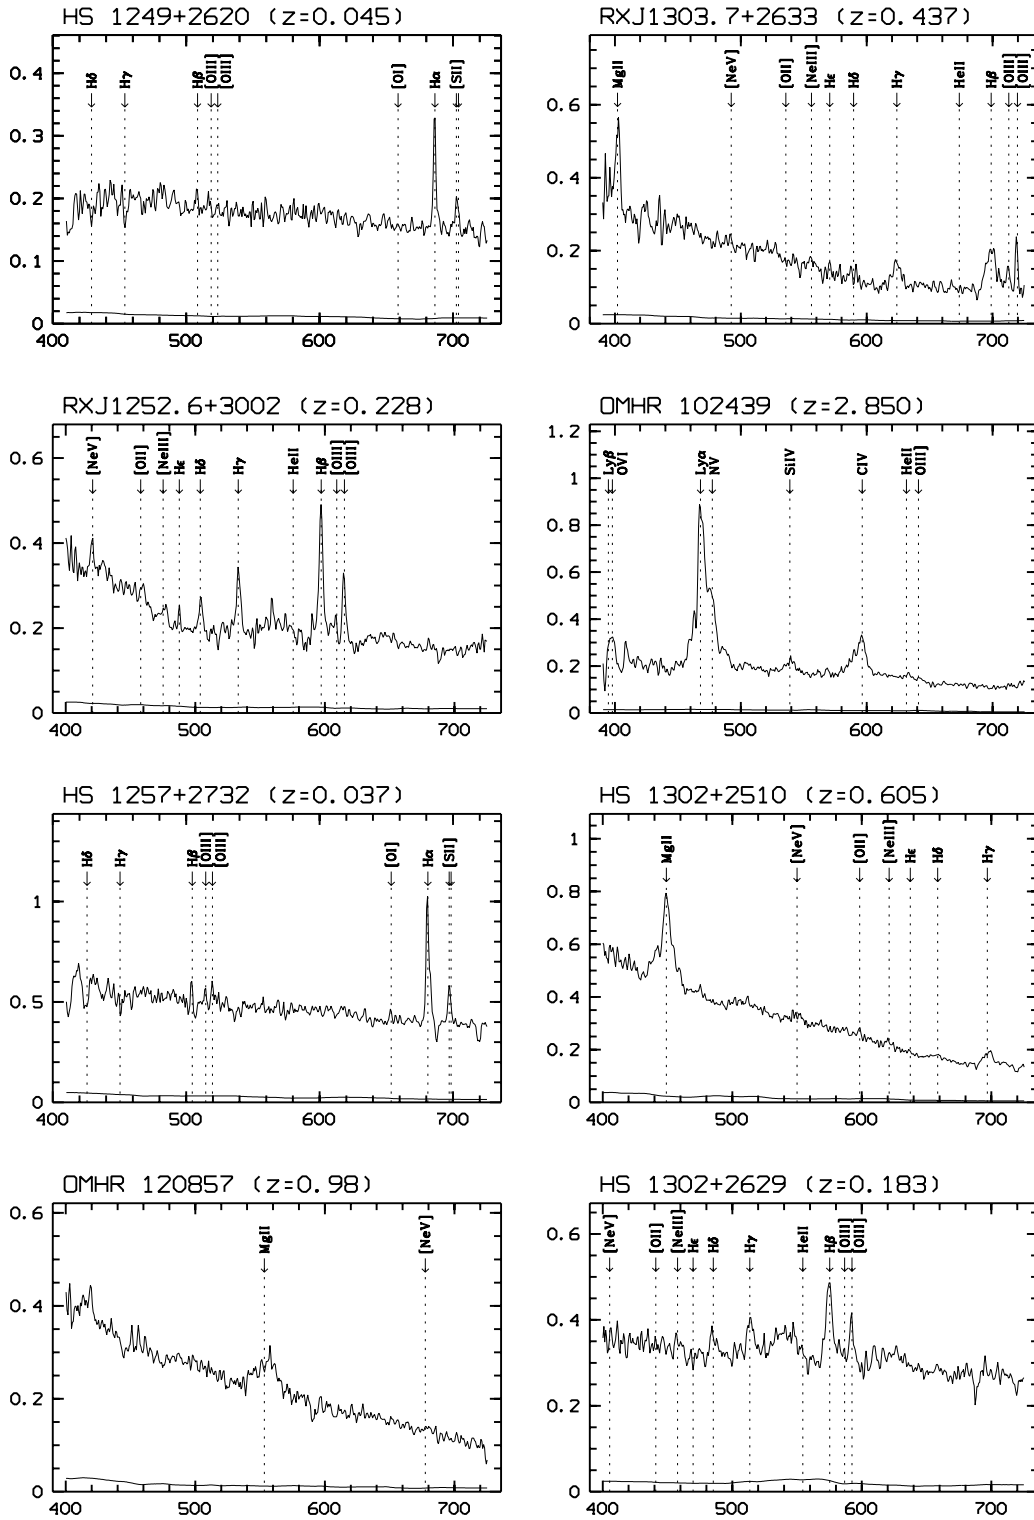 HS 1249+2620 (z=0.045)
Hδ Hγ Hβ [OIII] [OIII] [OI] Hα [SII]
0.4
0.3
0.2
0.1
0
400 500 600 700
RXJ1303.7+2633 (z=0.437)
MgII [NeV] [OII] [NeIII] Hε Hδ Hγ HeII Hβ [OIII] [OIII]
0.6
0.4
0.2
0
400 500 600 700
RXJ1252.6+3002 (z=0.228)
[NeV] [OII] [NeIII] Hε Hδ Hγ HeII Hβ [OIII] [OIII]
0.6
0.4
0.2
0
400 500 600 700
OMHR 102439 (z=2.850)
Lyβ OVI Lyα NV SiIV CIV HeII OIII]
1.2
1
0.8
0.6
0.4
0.2
0
400 500 600 700
HS 1257+2732 (z=0.037)
Hδ Hγ Hβ [OIII] [OIII] [OI] Hα [SII]
1
0.5
0
400 500 600 700
HS 1302+2510 (z=0.605)
MgII [NeV] [OII] [NeIII] Hε Hδ Hγ
1
0.8
0.6
0.4
0.2
0
400 500 600 700
OMHR 120857 (z=0.98)
MgII [NeV]
0.6
0.4
0.2
0
400 500 600 700
HS 1302+2629 (z=0.183)
[NeV] [OII] [NeIII] Hε Hδ Hγ HeII Hβ [OIII] [OIII]
0.6
0.4
0.2
0
400 500 600 700